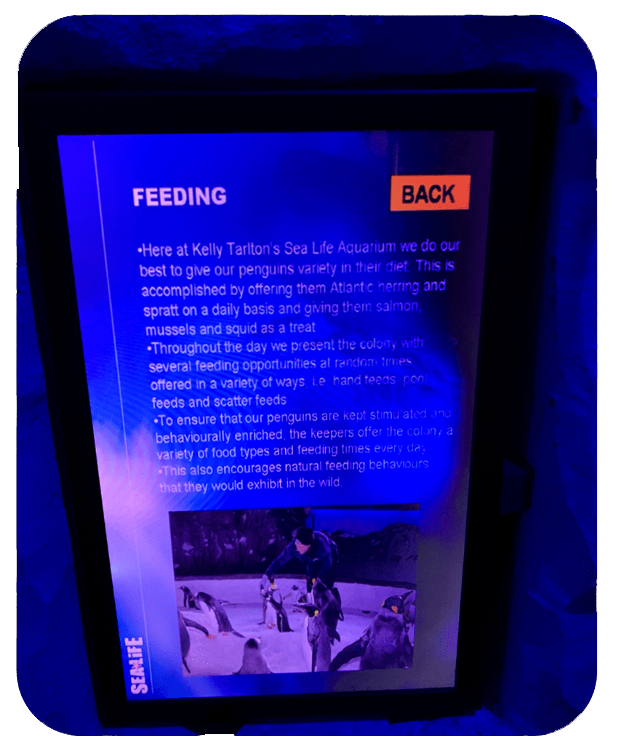 FEEDING
BACK
•Here at Kelly Tarlton's Sea Life Aquarium we do our
best to give our penguins variety in their diet. This is
accomplished by offering them Atlantic herring and
spratt on a daily basis and giving them salmon,
mussels and squid as a treat
•Throughout the day we present the colony with
several feeding opportunities at random times
offered in a variety of ways i.e. hand feeds,
feeds and scatter feeds
•To ensure that our penguins are kept stimulated and
behaviourally enriched, the keepers offer the colony a
variety of food types and feeding times every day
•This also encourages natural feeding behaviours
that they would exhibit in the wild.
SEA LIFE